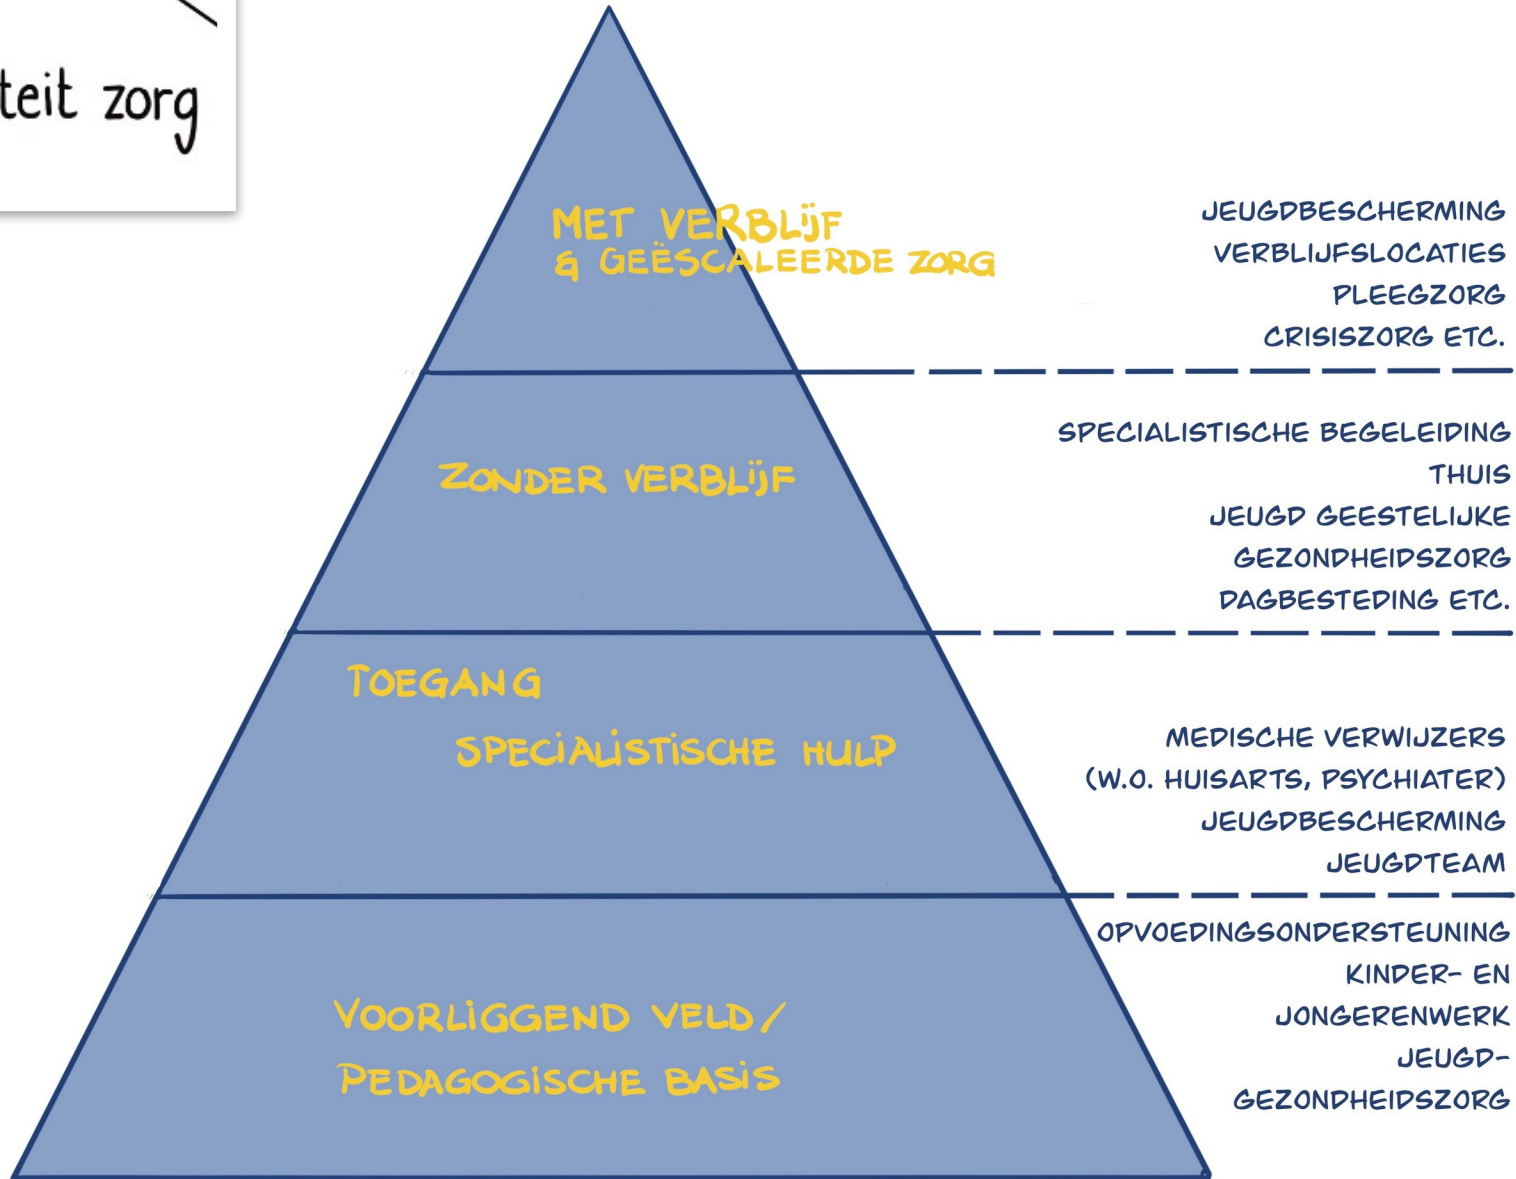 teit zorg
MET VERBLIJF
& GEËSCALEERDE ZORG
JEUGDBESCHERMING
VERBLIJFSLOCATIES
PLEEGZORG
CRISISZORG ETC.
ZONDER VERBLIJF
SPECIALISTISCHE BEGELEIDING
THUIS
JEUGD GEESTELIJKE
GEZONDHEIDSZORG
DAGBESTEDING ETC.
TOEGANG
SPECIALISTISCHE HULP
MEDISCHE VERWIJZERS
(W.O. HUISARTS, PSYCHIATER)
JEUGDBESCHERMING
JEUGDTEAM
VOORLIGGEND VELD/
PEDAGOGISCHE BASIS
OPVOEDINGSONDERSTEUNING
KINDER- EN
JONGERENWERK
JEUGD-
GEZONDHEIDSZORG